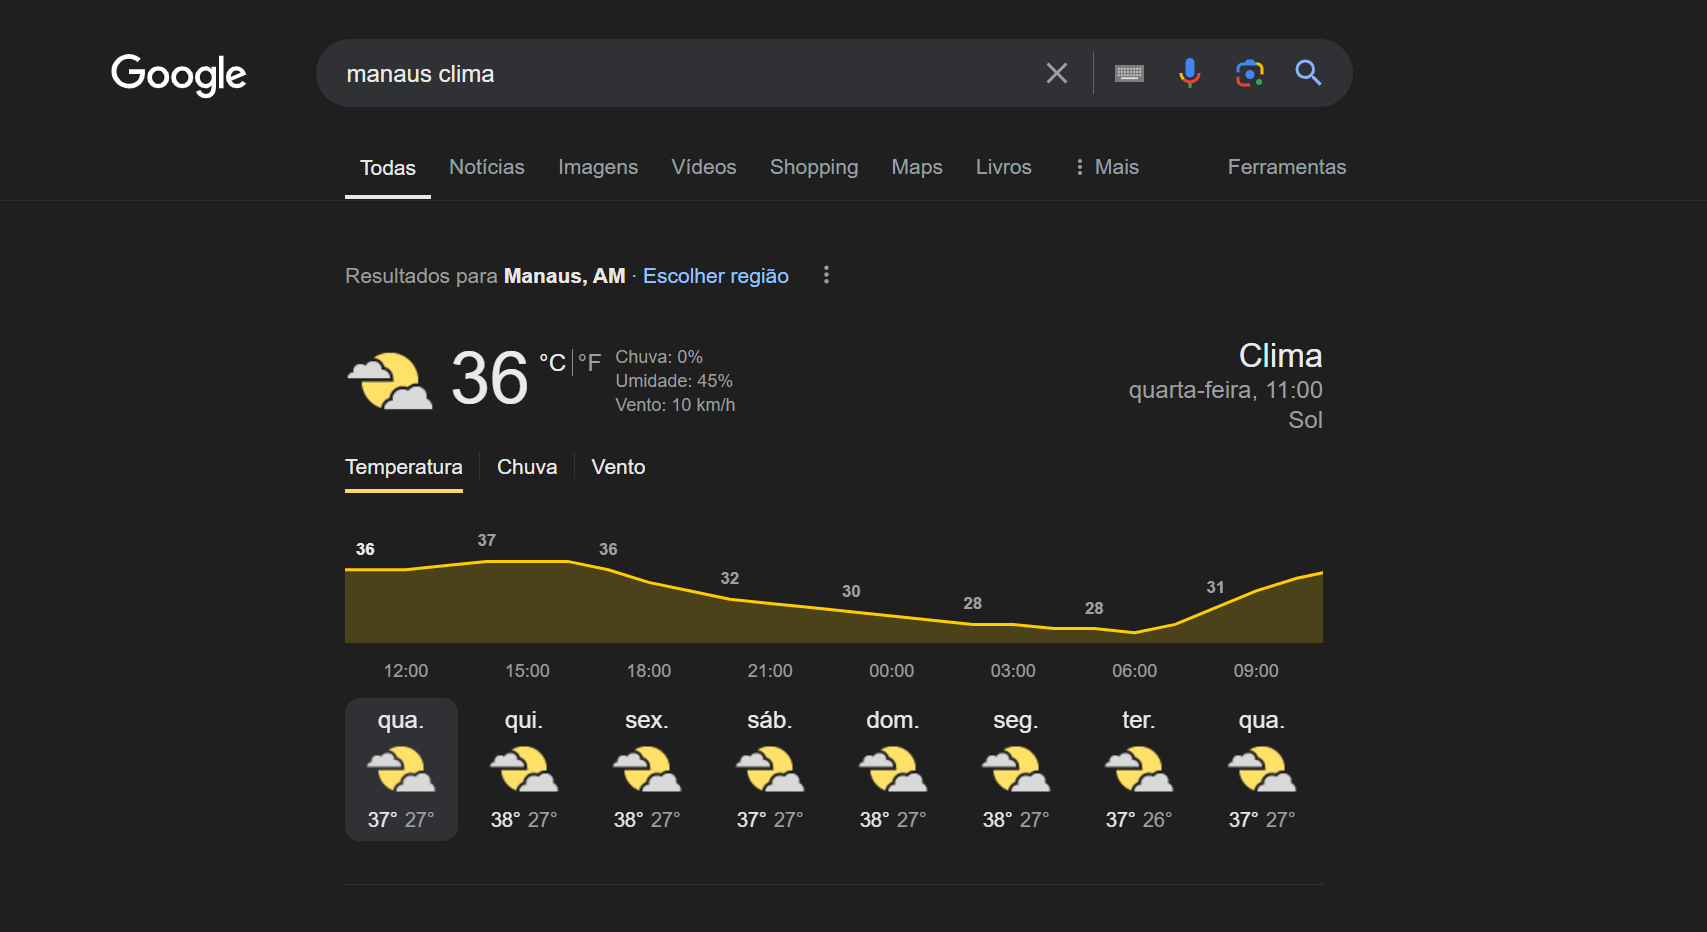 Google
manaus clima
Todas Notícias Imagens Vídeos Shopping Maps Livros Mais Ferramentas
Resultados para Manaus, AM · Escolher região
36 °C °F
Chuva: 0%
Umidade: 45%
Vento: 10 km/h
Clima
quarta-feira, 11:00
Sol
Temperatura Chuva Vento
36 37 36 32 30 28 28 31
12:00 15:00 18:00 21:00 00:00 03:00 06:00 09:00
qua. qui. sex. sáb. dom. seg. ter. qua.
37° 27° 38° 27° 38° 27° 37° 27° 38° 27° 38° 27° 37° 26° 37° 27°